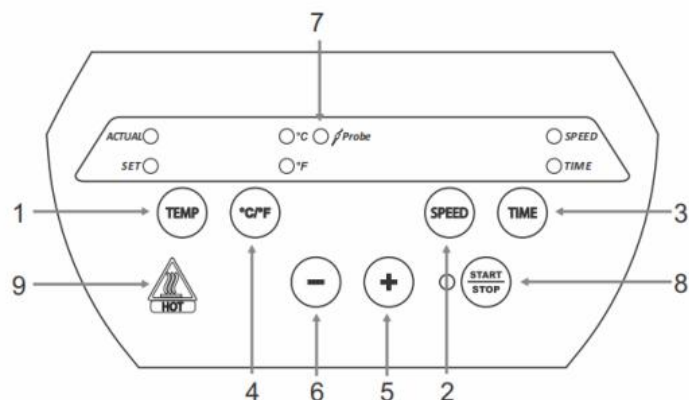 7
ACTUAL °C Probe SPEED
SET °F TIME
1 TEMP °C/°F SPEED TIME 3
9 HOT − + START STOP 8
4 6 5 2